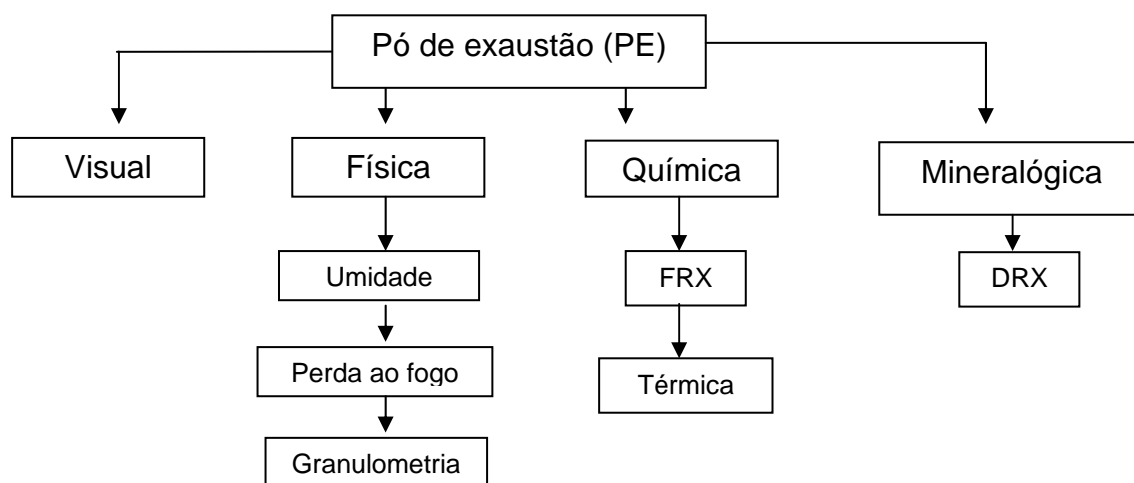 Pó de exaustão (PE)
Visual
Física
Química
Mineralógica
Umidade
FRX
DRX
Perda ao fogo
Térmica
Granulometria